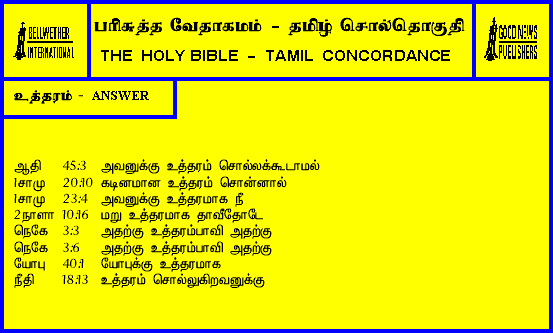 BELLWETHER
INTERNATIONAL
பரிசுத்த வேதாகமம் - தமிழ் சொல்தொகுதி
THE HOLY BIBLE - TAMIL CONCORDANCE
GOOD NEWS
PUBLISHERS
உத்தரம் - ANSWER
ஆதி 45:3 அவனுக்கு உத்தரம் சொல்லக்கூடாமல்
1சாமு 20:10 கடினமான உத்தரம் சொன்னால்
1சாமு 23:4 அவனுக்கு உத்தரமாக நீ
2நாளா 10:16 மறு உத்தரமாக தாவீதோடே
நெகே 3:3 அதற்கு உத்தரம்பாவி அதற்கு
நெகே 3:6 அதற்கு உத்தரம்பாவி அதற்கு
யோபு 40:1 யோபுக்கு உத்தரமாக
நீதி 18:13 உத்தரம் சொல்லுகிறவனுக்கு